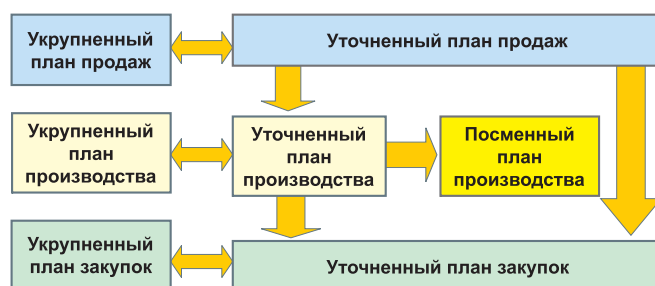 Укрупненный
план продаж
Уточненный план продаж
Укрупненный
план
производства
Уточненный
план
производства
Посменный
план
производства
Укрупненный
план закупок
Уточненный план закупок